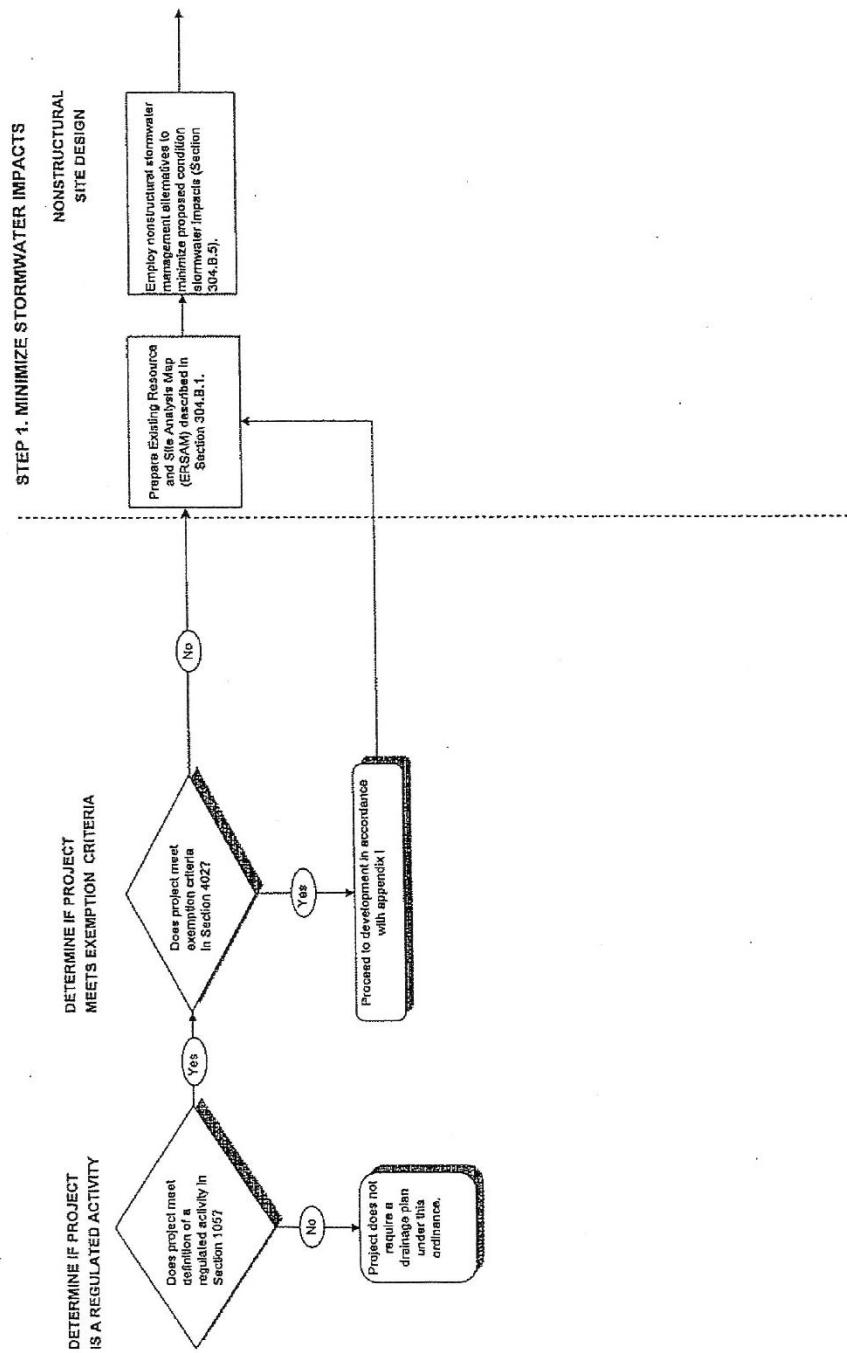 DETERMINE IF PROJECT
IS A REGULATED ACTIVITY
Does project meet
definition of a
regulated activity in
Section 105?
Yes
No
Project does not
require a
drainage plan
under this
ordinance.
DETERMINE IF PROJECT
MEETS EXEMPTION CRITERIA
Does project meet
exemption criteria
in Section 402?
No
Yes
Proceed to development in accordance
with appendix I
STEP 1. MINIMIZE STORMWATER IMPACTS
Prepare Existing Resource
and Site Analysis Map
(ERSAM) described in
Section 304.B.1.
NONSTRUCTURAL
SITE DESIGN
Employ nonstructural stormwater
management alternatives to
minimize proposed condition
stormwater impacts (Section
304.B.5).